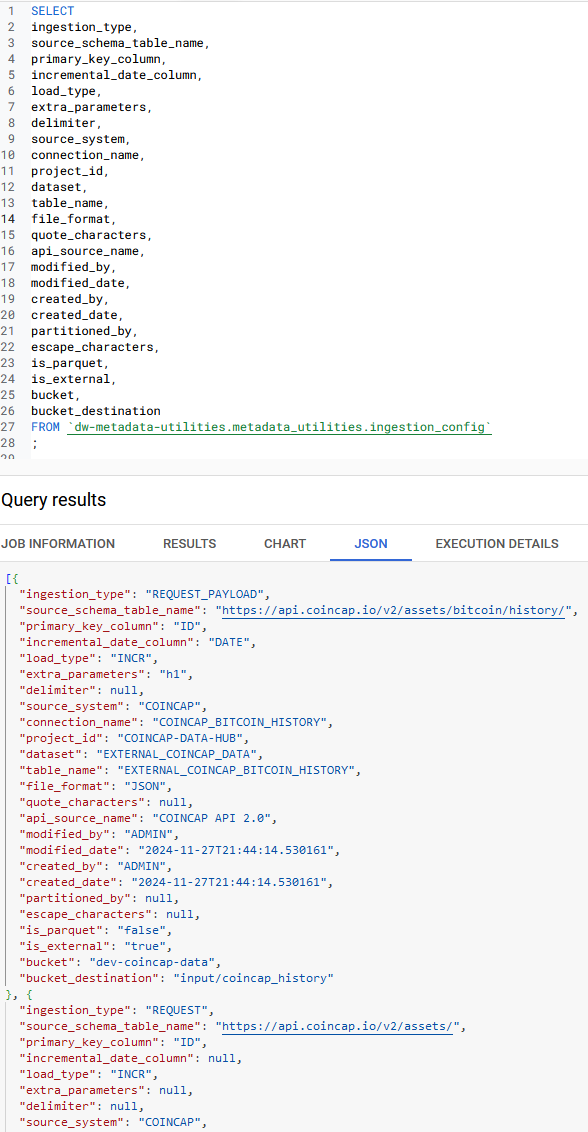 1 SELECT
2 ingestion_type,
3 source_schema_table_name,
4 primary_key_column,
5 incremental_date_column,
6 load_type,
7 extra_parameters,
8 delimiter,
9 source_system,
10 connection_name,
11 project_id,
12 dataset,
13 table_name,
14 file_format,
15 quote_characters,
16 api_source_name,
17 modified_by,
18 modified_date,
19 created_by,
20 created_date,
21 partitioned_by,
22 escape_characters,
23 is_parquet,
24 is_external,
25 bucket,
26 bucket_destination
27 FROM `dw-metadata-utilities.metadata_utilities.ingestion_config`
28 ;
29
Query results
JOB INFORMATION RESULTS CHART JSON EXECUTION DETAILS
[{
"ingestion_type": "REQUEST_PAYLOAD",
"source_schema_table_name": "https://api.coincap.io/v2/assets/bitcoin/history/",
"primary_key_column": "ID",
"incremental_date_column": "DATE",
"load_type": "INCR",
"extra_parameters": "h1",
"delimiter": null,
"source_system": "COINCAP",
"connection_name": "COINCAP_BITCOIN_HISTORY",
"project_id": "COINCAP-DATA-HUB",
"dataset": "EXTERNAL_COINCAP_DATA",
"table_name": "EXTERNAL_COINCAP_BITCOIN_HISTORY",
"file_format": "JSON",
"quote_characters": null,
"api_source_name": "COINCAP API 2.0",
"modified_by": "ADMIN",
"modified_date": "2024-11-27T21:44:14.530161",
"created_by": "ADMIN",
"created_date": "2024-11-27T21:44:14.530161",
"partitioned_by": null,
"escape_characters": null,
"is_parquet": "false",
"is_external": "true",
"bucket": "dev-coincap-data",
"bucket_destination": "input/coincap_history"
}, {
"ingestion_type": "REQUEST",
"source_schema_table_name": "https://api.coincap.io/v2/assets/",
"primary_key_column": "ID",
"incremental_date_column": null,
"load_type": "INCR",
"extra_parameters": null,
"delimiter": null,
"source_system": "COINCAP",